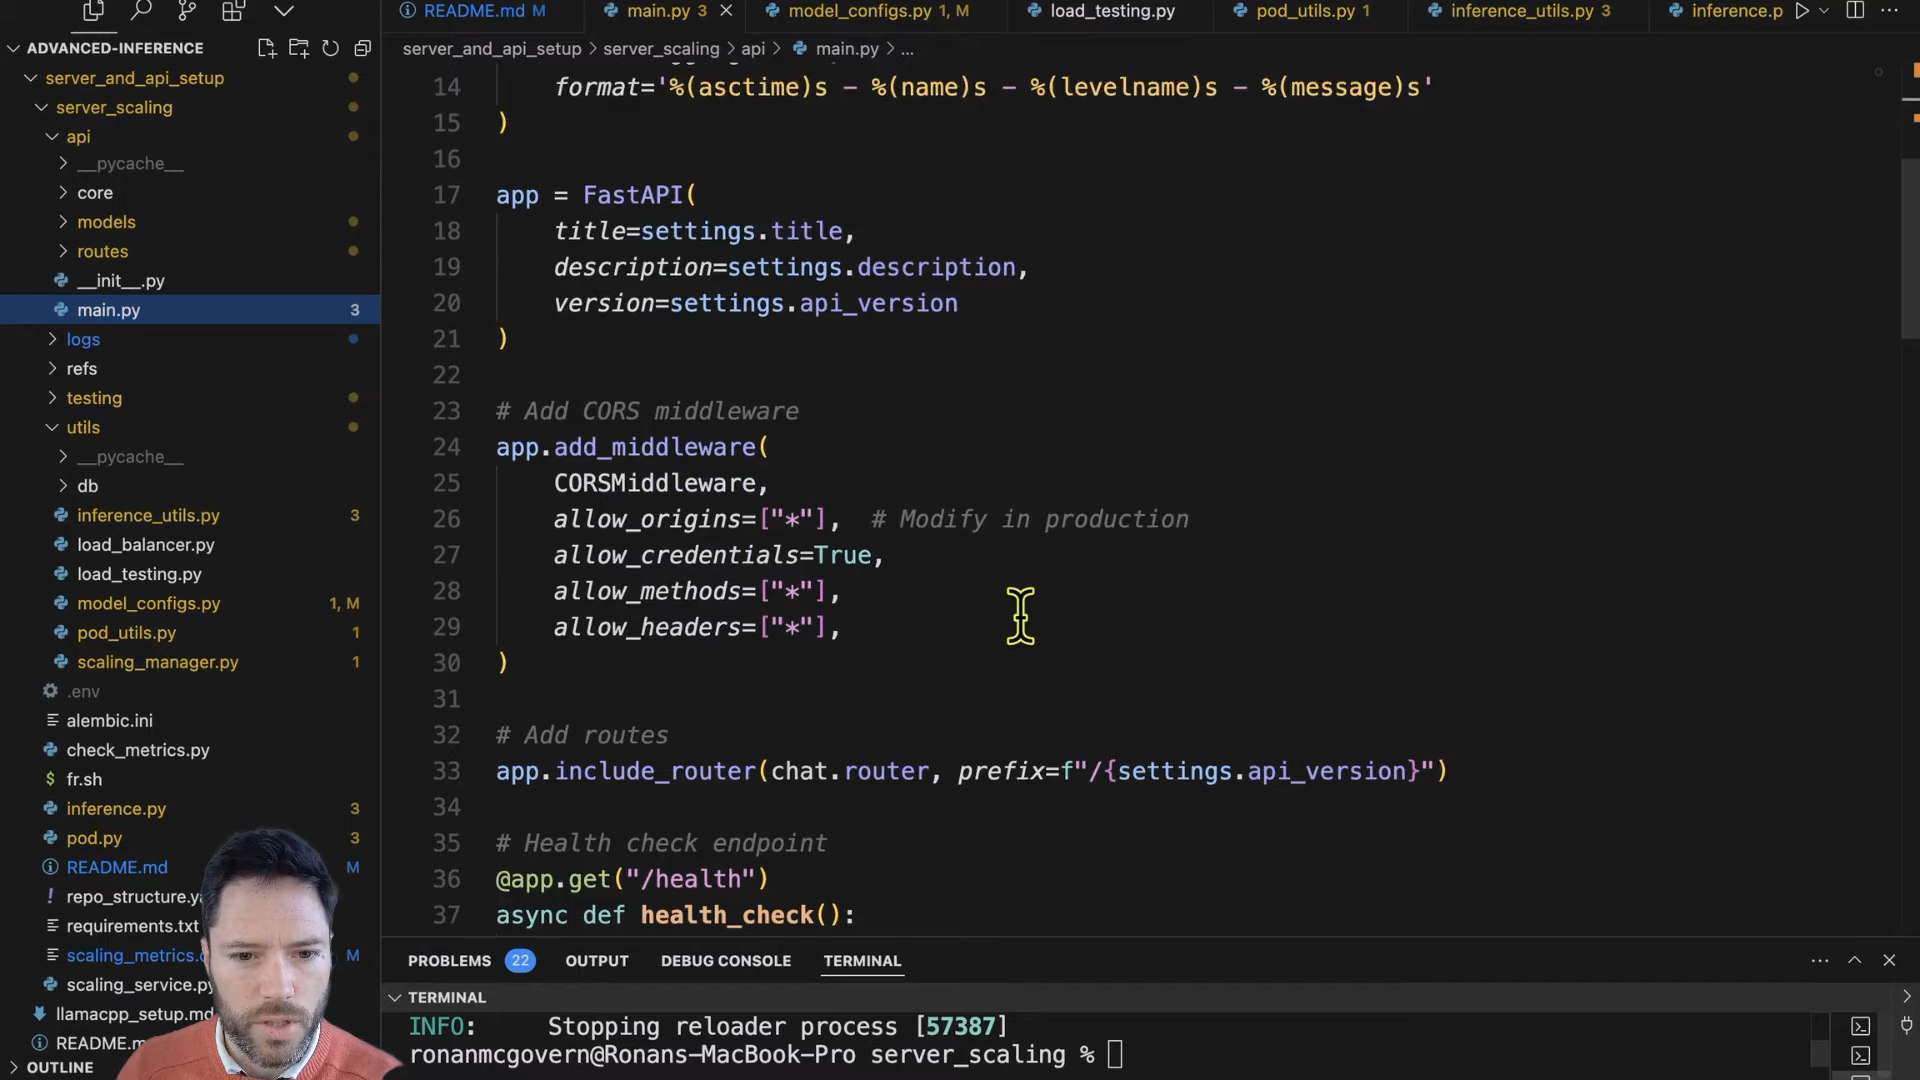 README.md M
main.py 3
model_configs.py 1, M
load_testing.py
pod_utils.py 1
inference_utils.py 3
inference.p
ADVANCED-INFERENCE
server_and_api_setup > server_scaling > api > main.py > ...
server_and_api_setup
server_scaling
api
__pycache__
core
models
routes
__init__.py
main.py 3
logs
refs
testing
utils
__pycache__
db
inference_utils.py 3
load_balancer.py
load_testing.py
model_configs.py 1, M
pod_utils.py 1
scaling_manager.py 1
.env
alembic.ini
check_metrics.py
$ fr.sh
inference.py 3
pod.py 3
README.md M
! repo_structure.ya
requirements.txt
scaling_metrics. M
scaling_service.py
llamacpp_setup.md
README.m
OUTLINE
14 format='%(asctime)s - %(name)s - %(levelname)s - %(message)s'
15 )
16
17 app = FastAPI(
18 title=settings.title,
19 description=settings.description,
20 version=settings.api_version
21 )
22
23 # Add CORS middleware
24 app.add_middleware(
25 CORSMiddleware,
26 allow_origins=["*"], # Modify in production
27 allow_credentials=True,
28 allow_methods=["*"],
29 allow_headers=["*"],
30 )
31
32 # Add routes
33 app.include_router(chat.router, prefix=f"/{settings.api_version}")
34
35 # Health check endpoint
36 @app.get("/health")
37 async def health_check():
PROBLEMS 22 OUTPUT DEBUG CONSOLE TERMINAL
TERMINAL
INFO: Stopping reloader process [57387]
ronanmcgovern@Ronans-MacBook-Pro server_scaling %